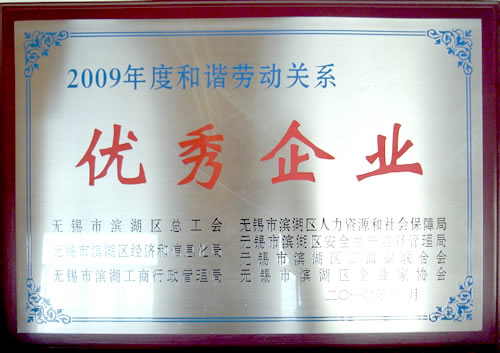 2009年度和谐劳动关系
优秀企业
无锡市滨湖区总工会
无锡市滨湖区经济和信息化局
无锡市滨湖工商行政管理局
无锡市滨湖区人力资源和社会保障局
无锡市滨湖区安全生产监督管理局
无锡市滨湖区工商业联合会
无锡市滨湖区企业家协会
二〇一〇年 月